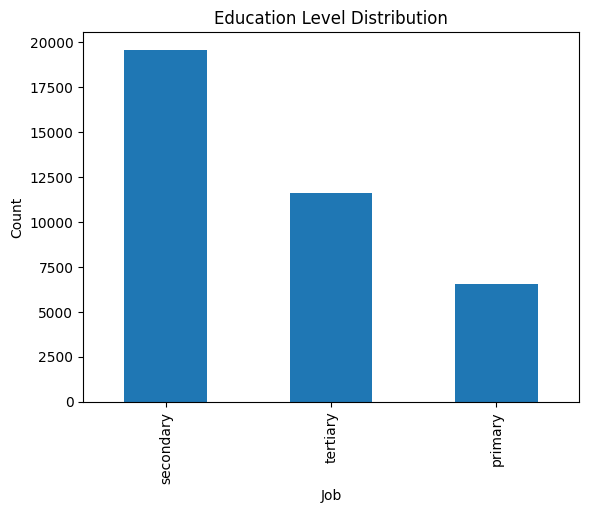 Education Level Distribution
20000
17500
15000
12500
10000
7500
5000
2500
0
Count
secondary
tertiary
primary
Job